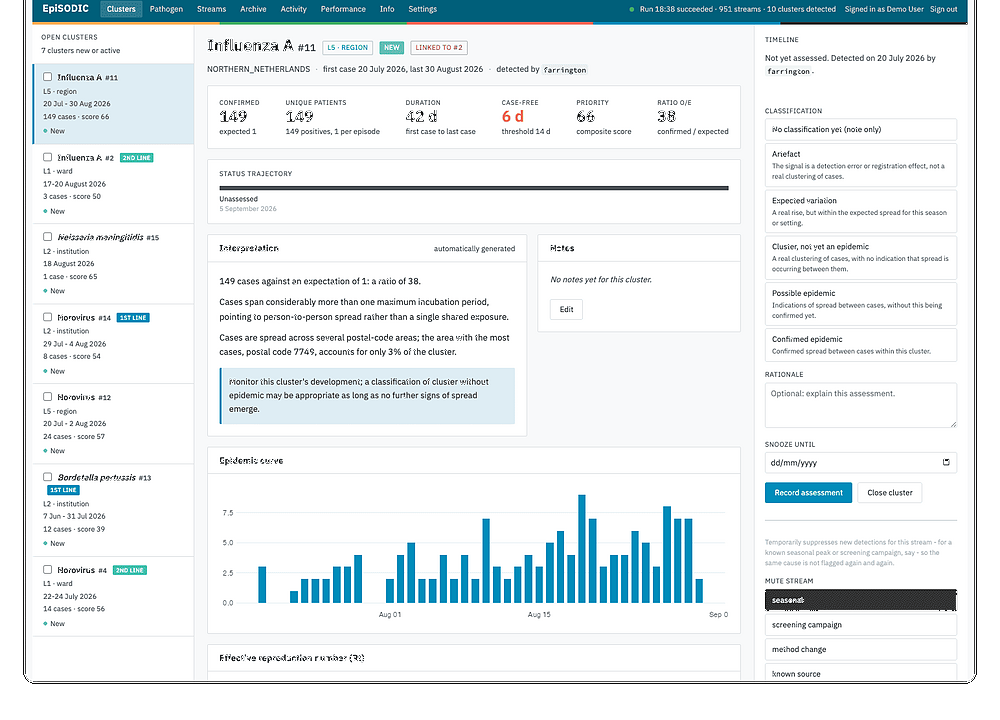 EpiSODIC Clusters Pathogen Streams Archive Activity Performance Info Settings Run 18:38 succeeded · 951 streams · 10 clusters detected Signed in as Demo User Sign out
OPEN CLUSTERS
7 clusters new or active
Influenza A #11
L5 · region
20 Jul - 30 Aug 2026
149 cases · score 66
New
Influenza A #2 2ND LINE
L1 · ward
17-20 August 2026
3 cases · score 50
New
Neisseria meningitidis #15
L2 · institution
18 August 2026
1 case · score 65
New
Norovirus #14 1ST LINE
L2 · institution
29 Jul - 4 Aug 2026
8 cases · score 54
New
Norovirus #12
L5 · region
20 Jul - 2 Aug 2026
24 cases · score 57
New
Bordetella pertussis #13
1ST LINE
L2 · institution
7 Jun - 31 Jul 2026
12 cases · score 39
New
Norovirus #4 2ND LINE
L1 · ward
22-24 July 2026
14 cases · score 56
New
Influenza A #11 L5 · REGION NEW LINKED TO #2
NORTHERN_NETHERLANDS · first case 20 July 2026, last 30 August 2026 · detected by farrington
CONFIRMED
149
expected 1
UNIQUE PATIENTS
149
149 positives, 1 per episode
DURATION
42 d
first case to last case
CASE-FREE
6 d
threshold 14 d
PRIORITY
66
composite score
RATIO O/E
38
confirmed / expected
STATUS TRAJECTORY
Unassessed
5 September 2026
Interpretation automatically generated
149 cases against an expectation of 1: a ratio of 38.
Cases span considerably more than one maximum incubation period,
pointing to person-to-person spread rather than a single shared exposure.
Cases are spread across several postal-code areas; the area with the most
cases, postal code 7749, accounts for only 3% of the cluster.
Monitor this cluster's development; a classification of cluster without
epidemic may be appropriate as long as no further signs of spread
emerge.
Notes
No notes yet for this cluster.
Edit
Epidemic curve
7.5
5.0
2.5
0.0
Aug 01 Aug 15 Sep 0
Effective reproduction number (Rt)
TIMELINE
Not yet assessed. Detected on 20 July 2026 by
farrington.
CLASSIFICATION
No classification yet (note only)
Artefact
The signal is a detection error or registration effect, not a
real clustering of cases.
Expected variation
A real rise, but within the expected spread for this season
or setting.
Cluster, not yet an epidemic
A real clustering of cases, with no indication that spread is
occurring between them.
Possible epidemic
Indications of spread between cases, without this being
confirmed yet.
Confirmed epidemic
Confirmed spread between cases within this cluster.
RATIONALE
Optional: explain this assessment.
SNOOZE UNTIL
dd/mm/yyyy
Record assessment Close cluster
Temporarily suppresses new detections for this stream - for a
known seasonal peak or screening campaign, say - so the
same cause is not flagged again and again.
MUTE STREAM
seasonal
screening campaign
method change
known source